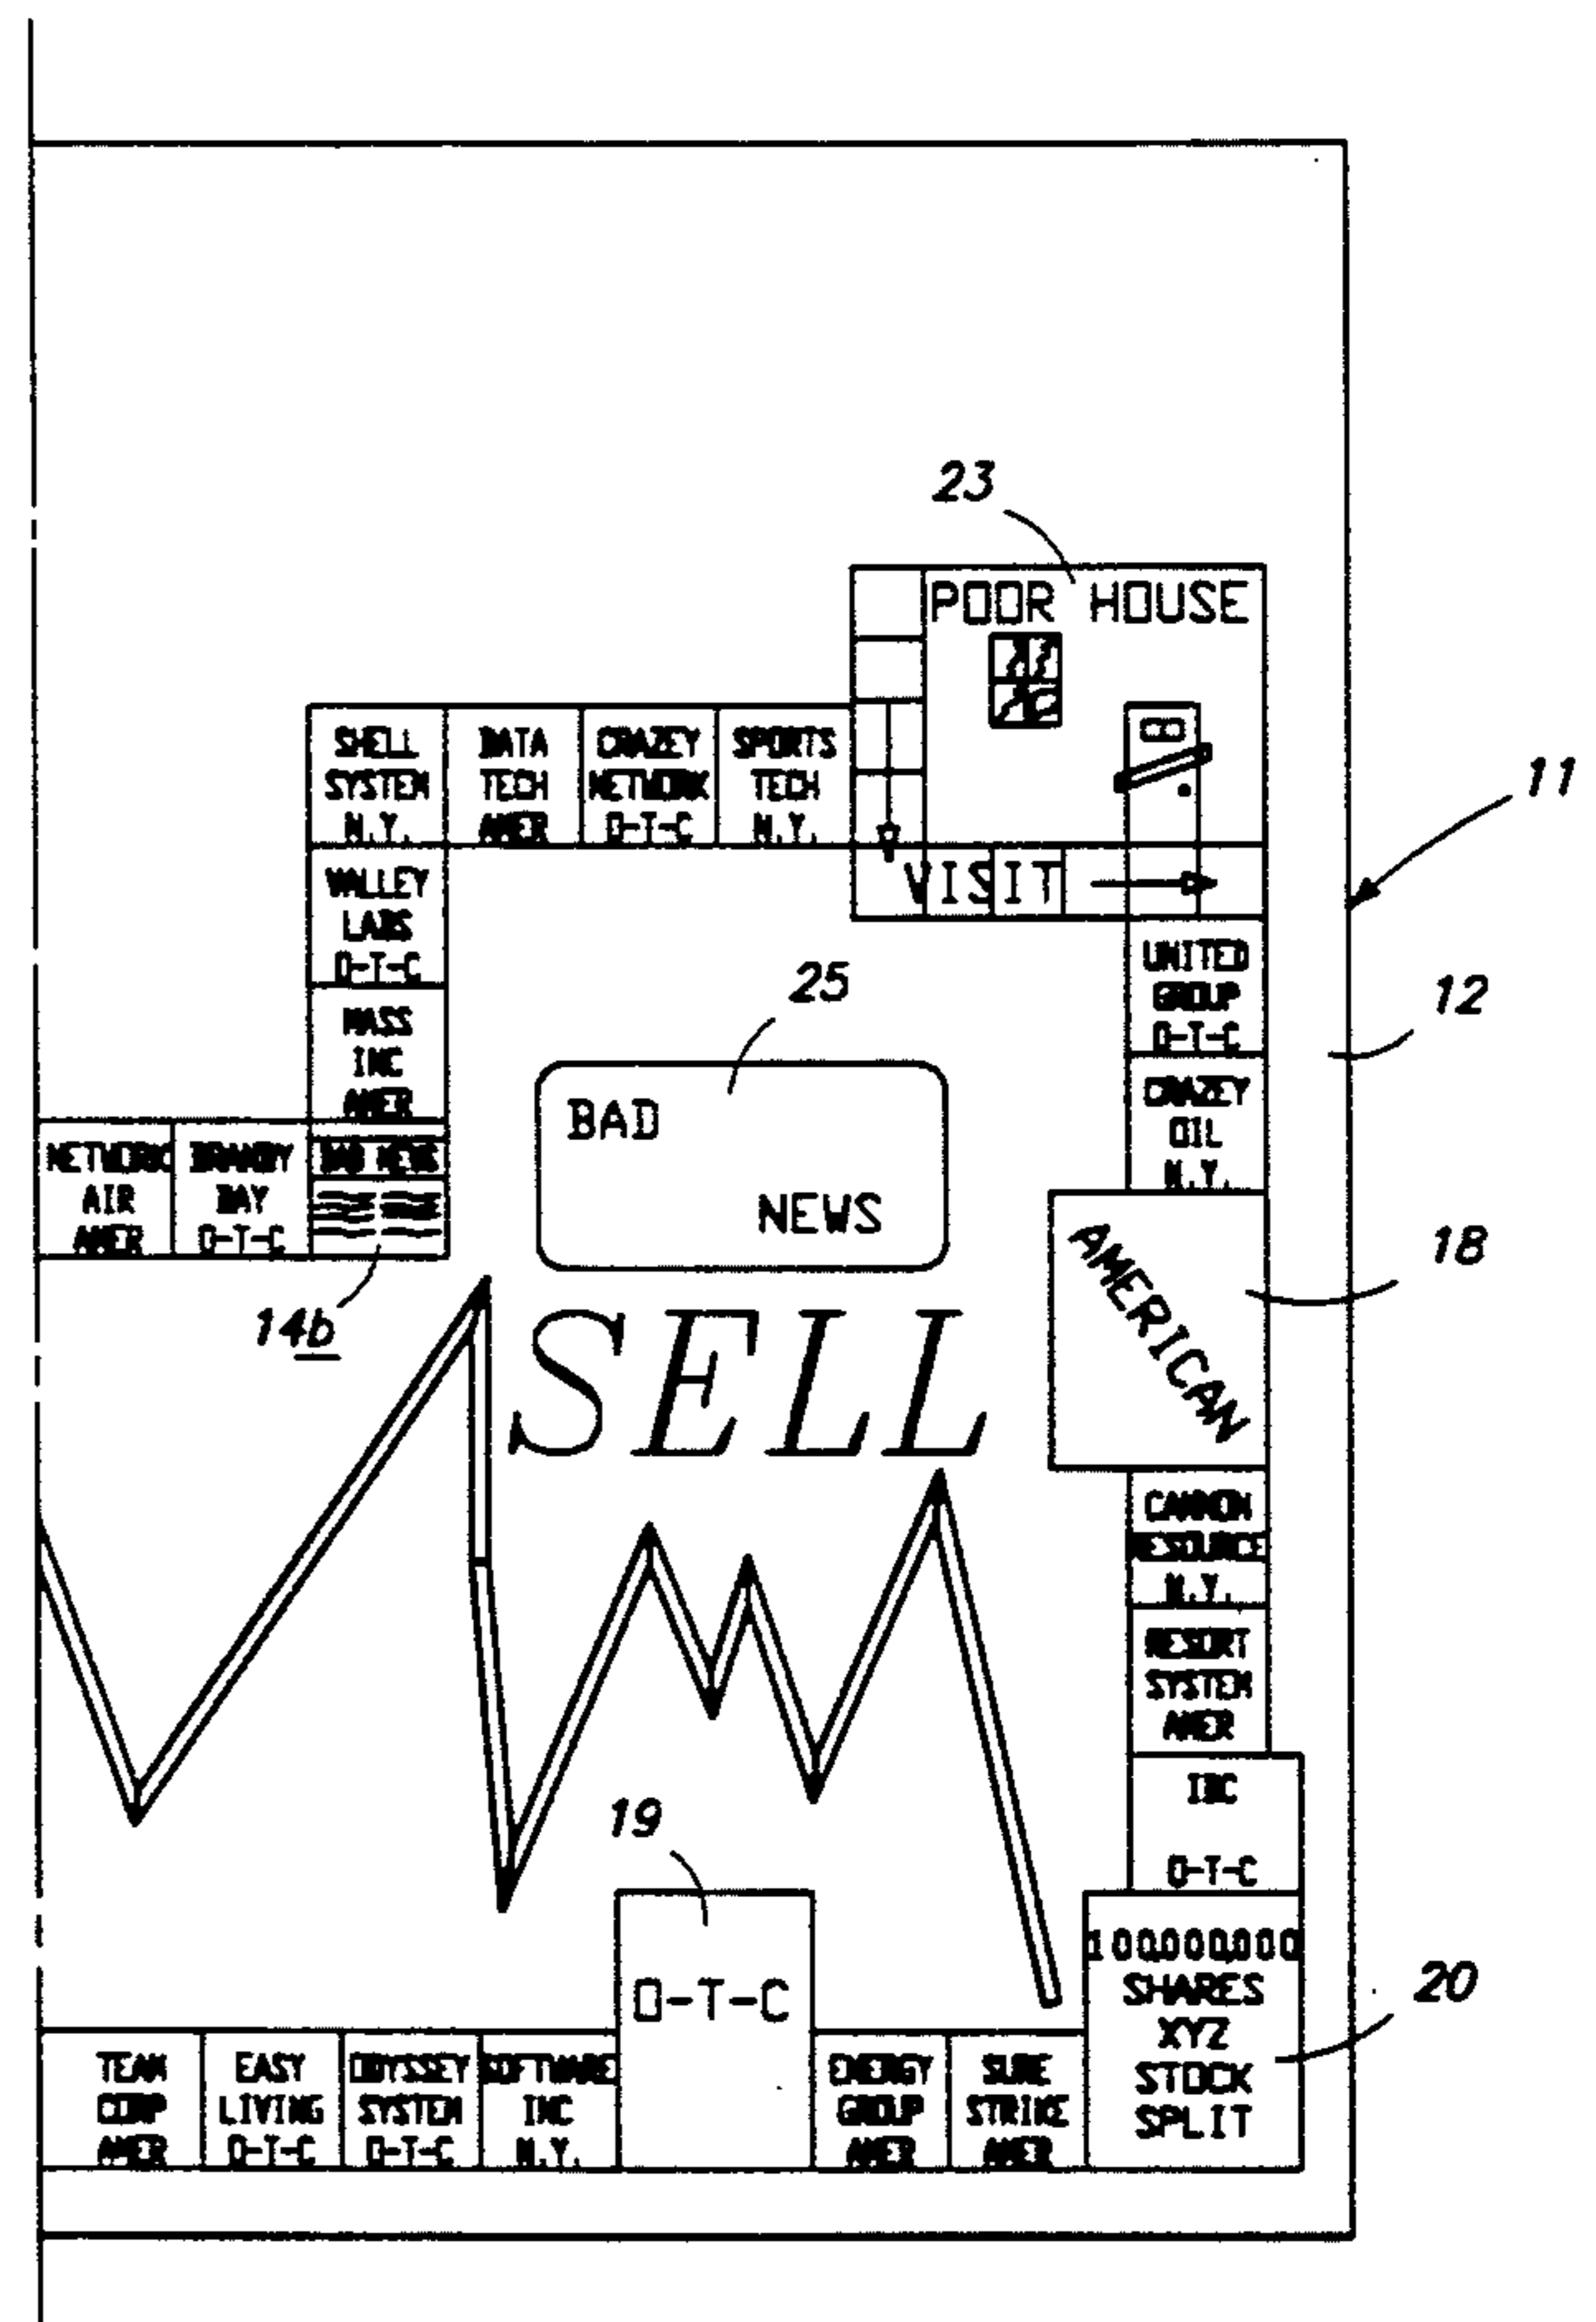 23
POOR HOUSE
SHELL
SYSTEM
N.Y.
DATA
TECH
AMER
CRAZEY
NETWORK
O-T-C
SPORTS
TECH
N.Y.
11
VISIT
VALLEY
LABS
O-T-C
UNITED
GROUP
O-T-C
25
12
MASS
INC
AMER
BAD
NEWS
CRAZEY
OIL
N.Y.
NETWORK
AIR
AMER
BRANDY
BAY
O-T-C
BAD NEWS
14b
AMERICAN
18
SELL
CANNON
RESOURCE
N.Y.
RESORT
SYSTEM
AMER
INC
O-T-C
19
O-T-C
100,000,000
SHARES
XYZ
STOCK
SPLIT
20
TEAM
CORP
AMER
EASY
LIVING
O-T-C
ODYSSEY
SYSTEM
O-T-C
SOFTWARE
INC
N.Y.
ENERGY
GROUP
AMER
SURE
STRIKE
AMER